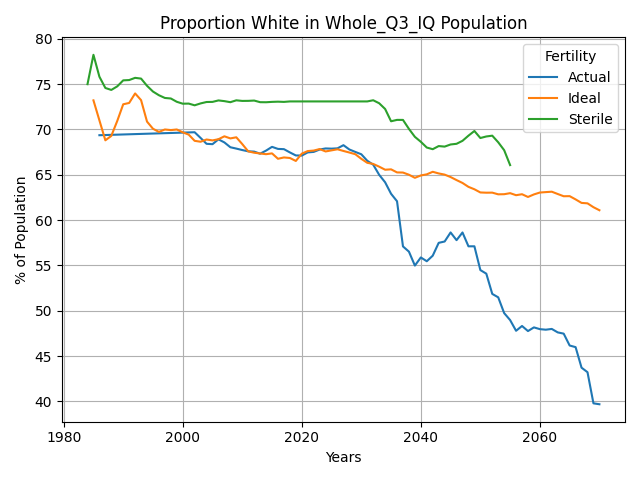 Proportion White in Whole_Q3_IQ Population
% of Population
80
75
70
65
60
55
50
45
40
Fertility
Actual
Ideal
Sterile
1980
2000
2020
2040
2060
Years